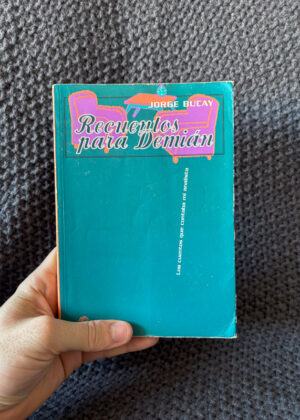 JORGE BUCAY
Recuentos
para Demián
Los cuentos que contaba mi analista